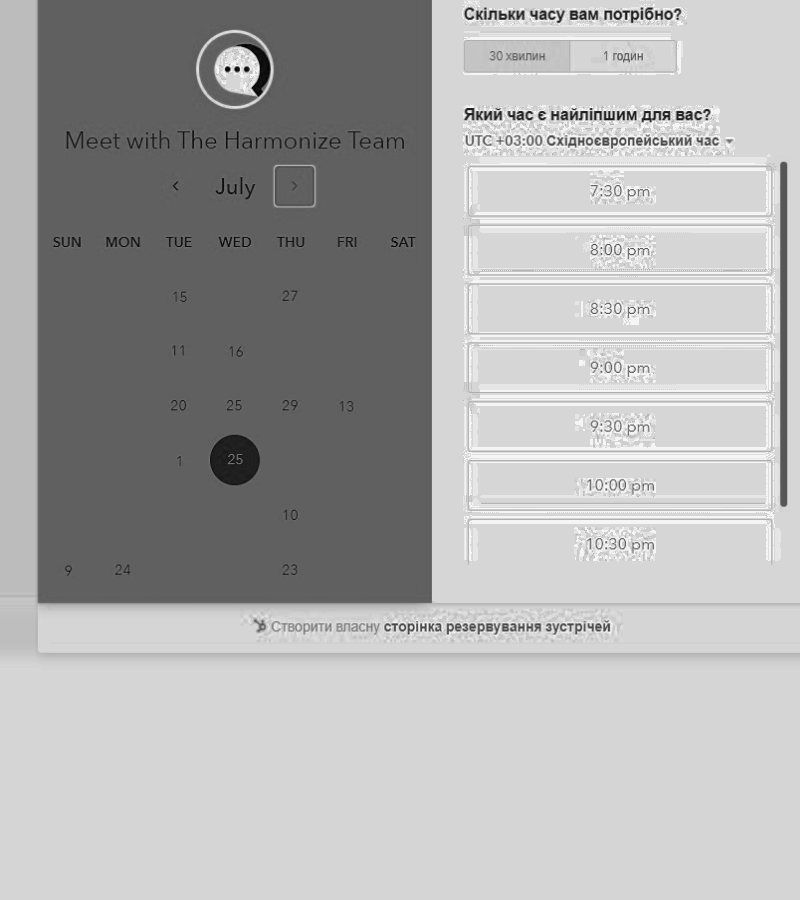 Meet with The Harmonize Team
July
SUN MON TUE WED THU FRI SAT
15 27
11 16
20 25 29 13
1 25
10
9 24 23
Скільки часу вам потрібно?
30 хвилин 1 годин
Який час є найліпшим для вас?
UTC +03:00 Східноєвропейський час
7:30 pm
8:00 pm
8:30 pm
9:00 pm
9:30 pm
10:00 pm
10:30 pm
Створити власну сторінка резервування зустрічей